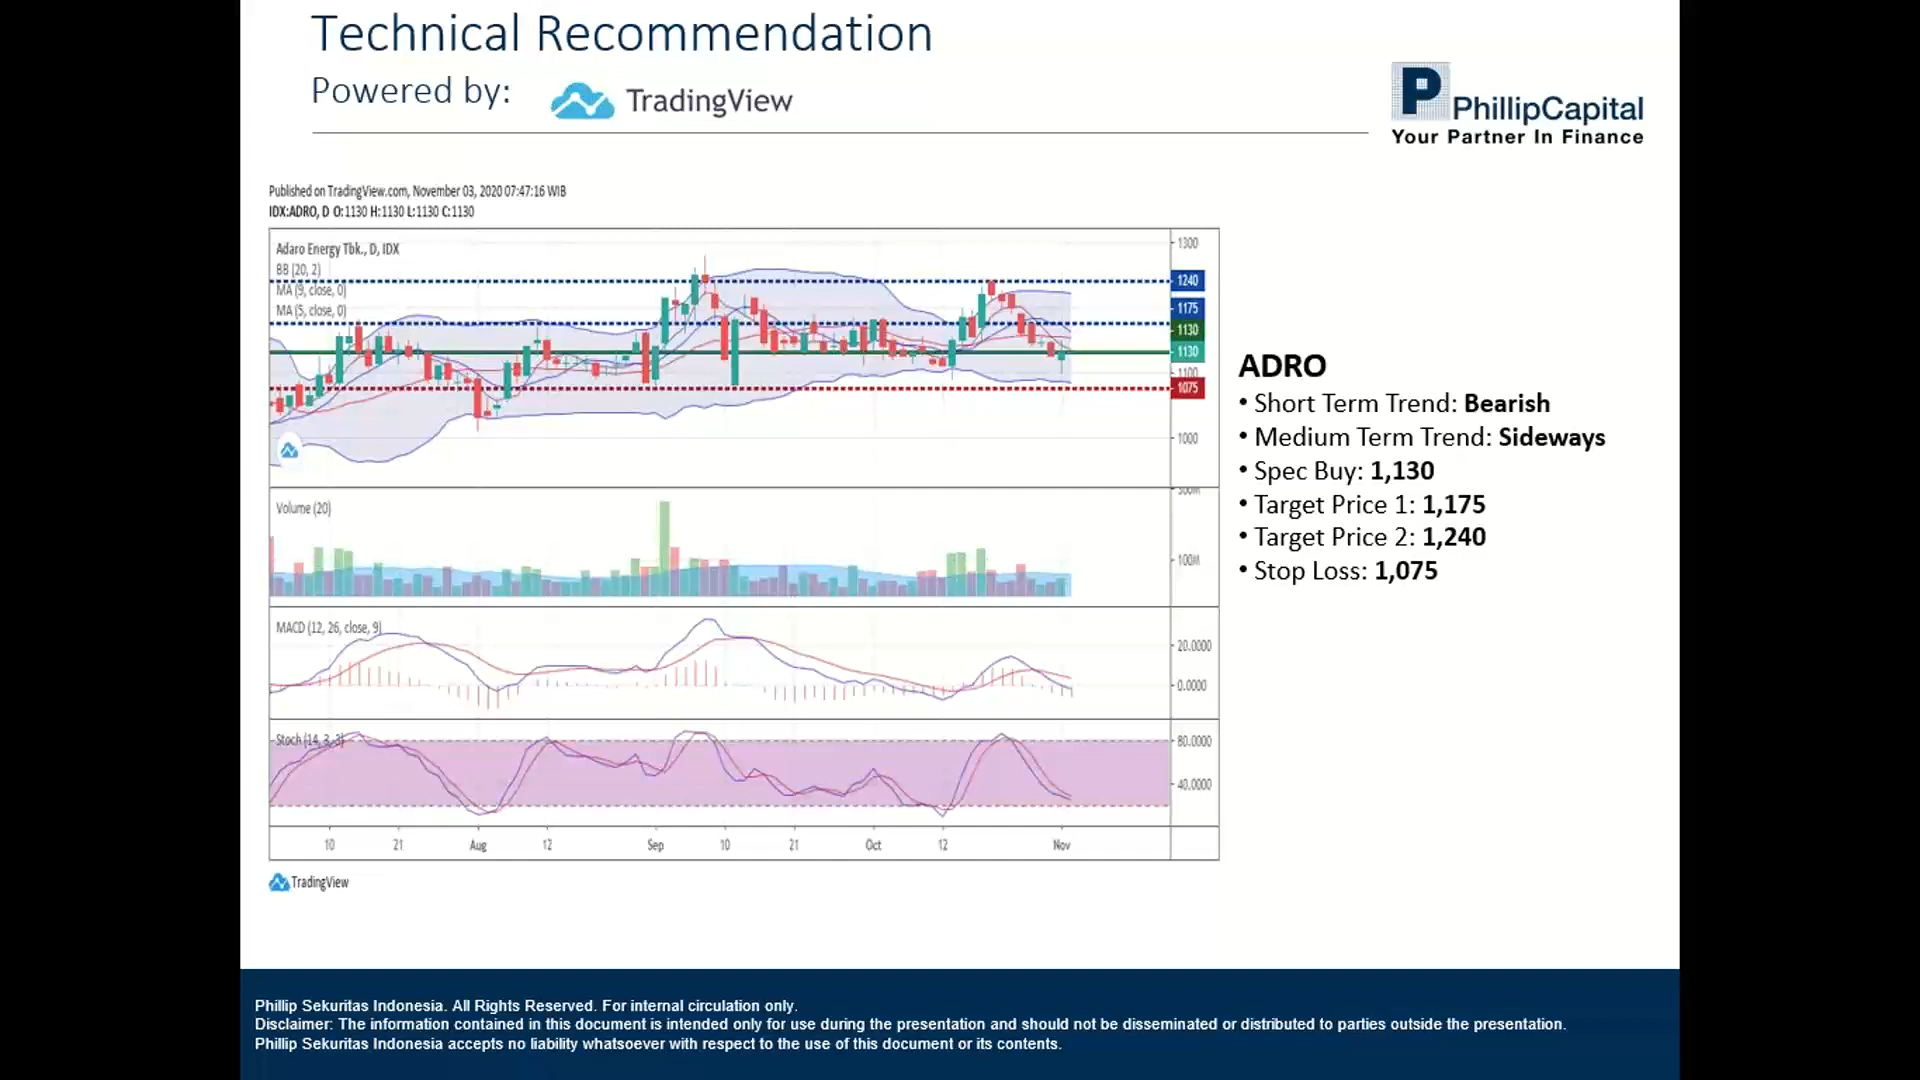 Technical Recommendation
Powered by:
TradingView
P
PhillipCapital
Your Partner In Finance
Published on TradingView.com, November 03, 2020 07:47:16 WIB
IDX:ADRO, D O:1130 H:1130 L:1130 C:1130
Adaro Energy Tbk., D, IDX
BB (20, 2)
MA (9, close, 0)
MA (5, close, 0)
1300
1240
1175
1130
1130
1100
1075
1000
Volume (20)
300M
100M
MACD (12, 26, close, 9)
20.0000
0.0000
Stoch (14, 3, 3)
80.0000
40.0000
10 21 Aug 12 Sep 10 21 Oct 12 Nov
TradingView
ADRO
• Short Term Trend: Bearish
• Medium Term Trend: Sideways
• Spec Buy: 1,130
• Target Price 1: 1,175
• Target Price 2: 1,240
• Stop Loss: 1,075
Phillip Sekuritas Indonesia. All Rights Reserved. For internal circulation only.
Disclaimer: The information contained in this document is intended only for use during the presentation and should not be disseminated or distributed to parties outside the presentation.
Phillip Sekuritas Indonesia accepts no liability whatsoever with respect to the use of this document or its contents.